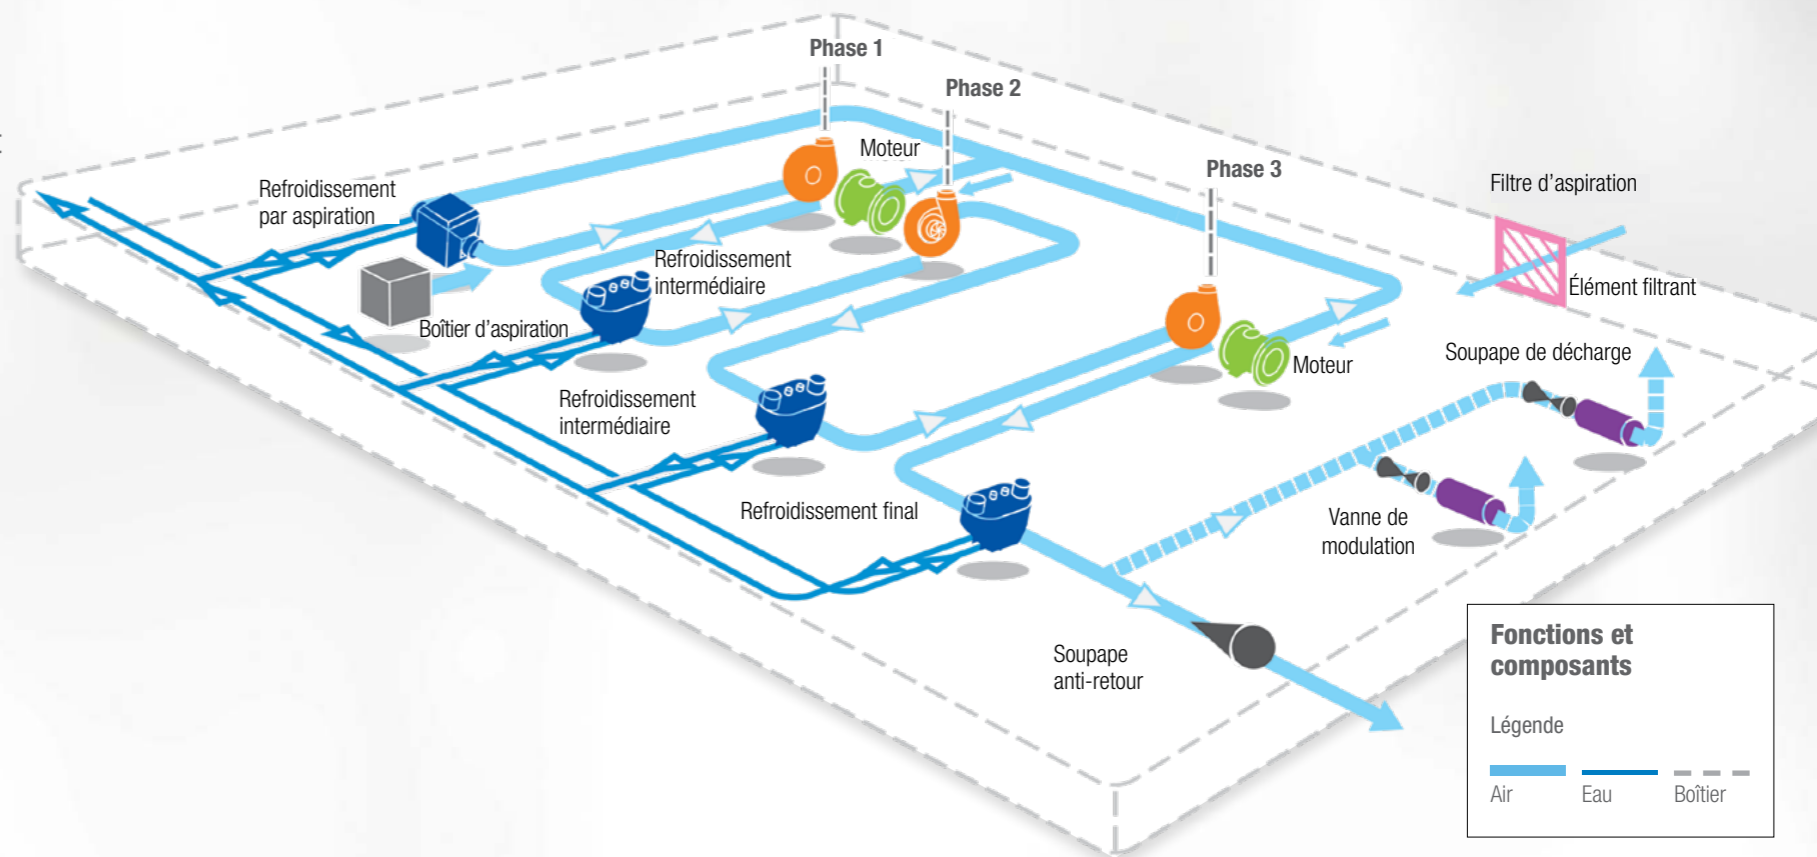 Phase 1
Phase 2
Moteur
Phase 3
Filtre d'aspiration
Refroidissement
par aspiration
Refroidissement
intermédiaire
Élément filtrant
Boîtier d'aspiration
Soupape de décharge
Moteur
Refroidissement
intermédiaire
Refroidissement final
Vanne de
modulation
Soupape
anti-retour
Fonctions et
composants
Légende
Air
Eau
Boîtier